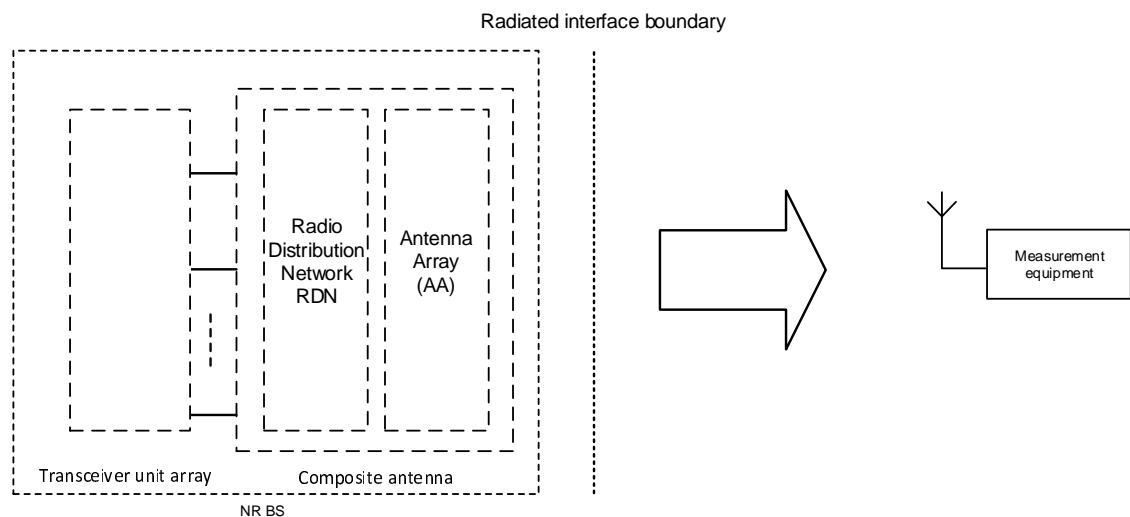 Radiated interface boundary
Radio
Distribution
Network
RDN
Antenna
Array
(AA)
Measurement
equipment
Transceiver unit array
Composite antenna
NR BS